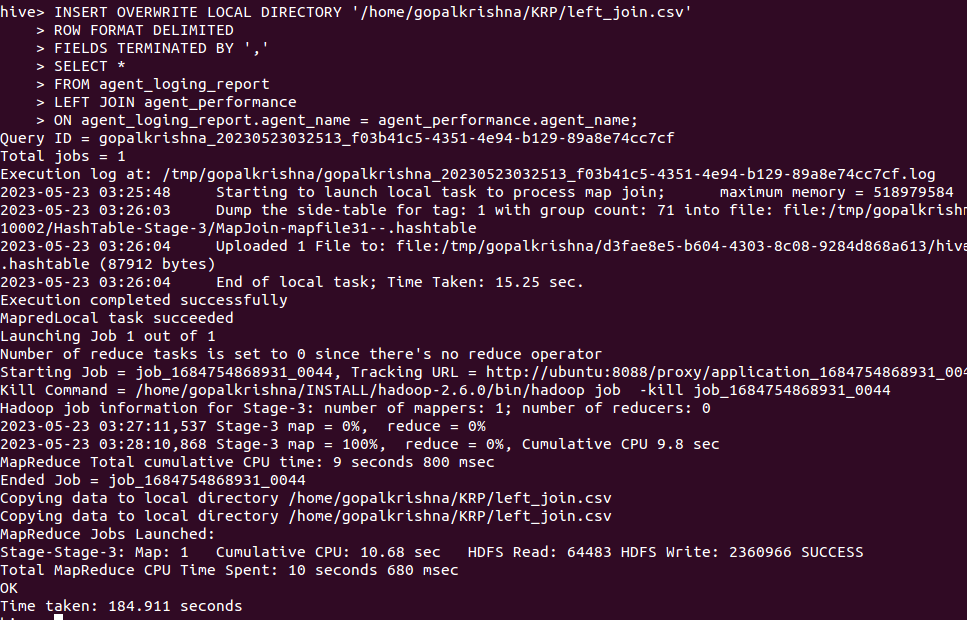 hive> INSERT OVERWRITE LOCAL DIRECTORY '/home/gopalkrishna/KRP/left_join.csv'
    > ROW FORMAT DELIMITED
    > FIELDS TERMINATED BY ','
    > SELECT *
    > FROM agent_loging_report
    > LEFT JOIN agent_performance
    > ON agent_loging_report.agent_name = agent_performance.agent_name;
Query ID = gopalkrishna_20230523032513_f03b41c5-4351-4e94-b129-89a8e74cc7cf
Total jobs = 1
Execution log at: /tmp/gopalkrishna/gopalkrishna_20230523032513_f03b41c5-4351-4e94-b129-89a8e74cc7cf.log
2023-05-23 03:25:48     Starting to launch local task to process map join;      maximum memory = 518979584
2023-05-23 03:26:03     Dump the side-table for tag: 1 with group count: 71 into file: file:/tmp/gopalkrishn
10002/HashTable-Stage-3/MapJoin-mapfile31--.hashtable
2023-05-23 03:26:04     Uploaded 1 File to: file:/tmp/gopalkrishna/d3fae8e5-b604-4303-8c08-9284d868a613/hive
.hashtable (87912 bytes)
2023-05-23 03:26:04     End of local task; Time Taken: 15.25 sec.
Execution completed successfully
MapredLocal task succeeded
Launching Job 1 out of 1
Number of reduce tasks is set to 0 since there's no reduce operator
Starting Job = job_1684754868931_0044, Tracking URL = http://ubuntu:8088/proxy/application_1684754868931_004
Kill Command = /home/gopalkrishna/INSTALL/hadoop-2.6.0/bin/hadoop job  -kill job_1684754868931_0044
Hadoop job information for Stage-3: number of mappers: 1; number of reducers: 0
2023-05-23 03:27:11,537 Stage-3 map = 0%,  reduce = 0%
2023-05-23 03:28:10,868 Stage-3 map = 100%,  reduce = 0%, Cumulative CPU 9.8 sec
MapReduce Total cumulative CPU time: 9 seconds 800 msec
Ended Job = job_1684754868931_0044
Copying data to local directory /home/gopalkrishna/KRP/left_join.csv
Copying data to local directory /home/gopalkrishna/KRP/left_join.csv
MapReduce Jobs Launched:
Stage-Stage-3: Map: 1   Cumulative CPU: 10.68 sec   HDFS Read: 64483 HDFS Write: 2360966 SUCCESS
Total MapReduce CPU Time Spent: 10 seconds 680 msec
OK
Time taken: 184.911 seconds